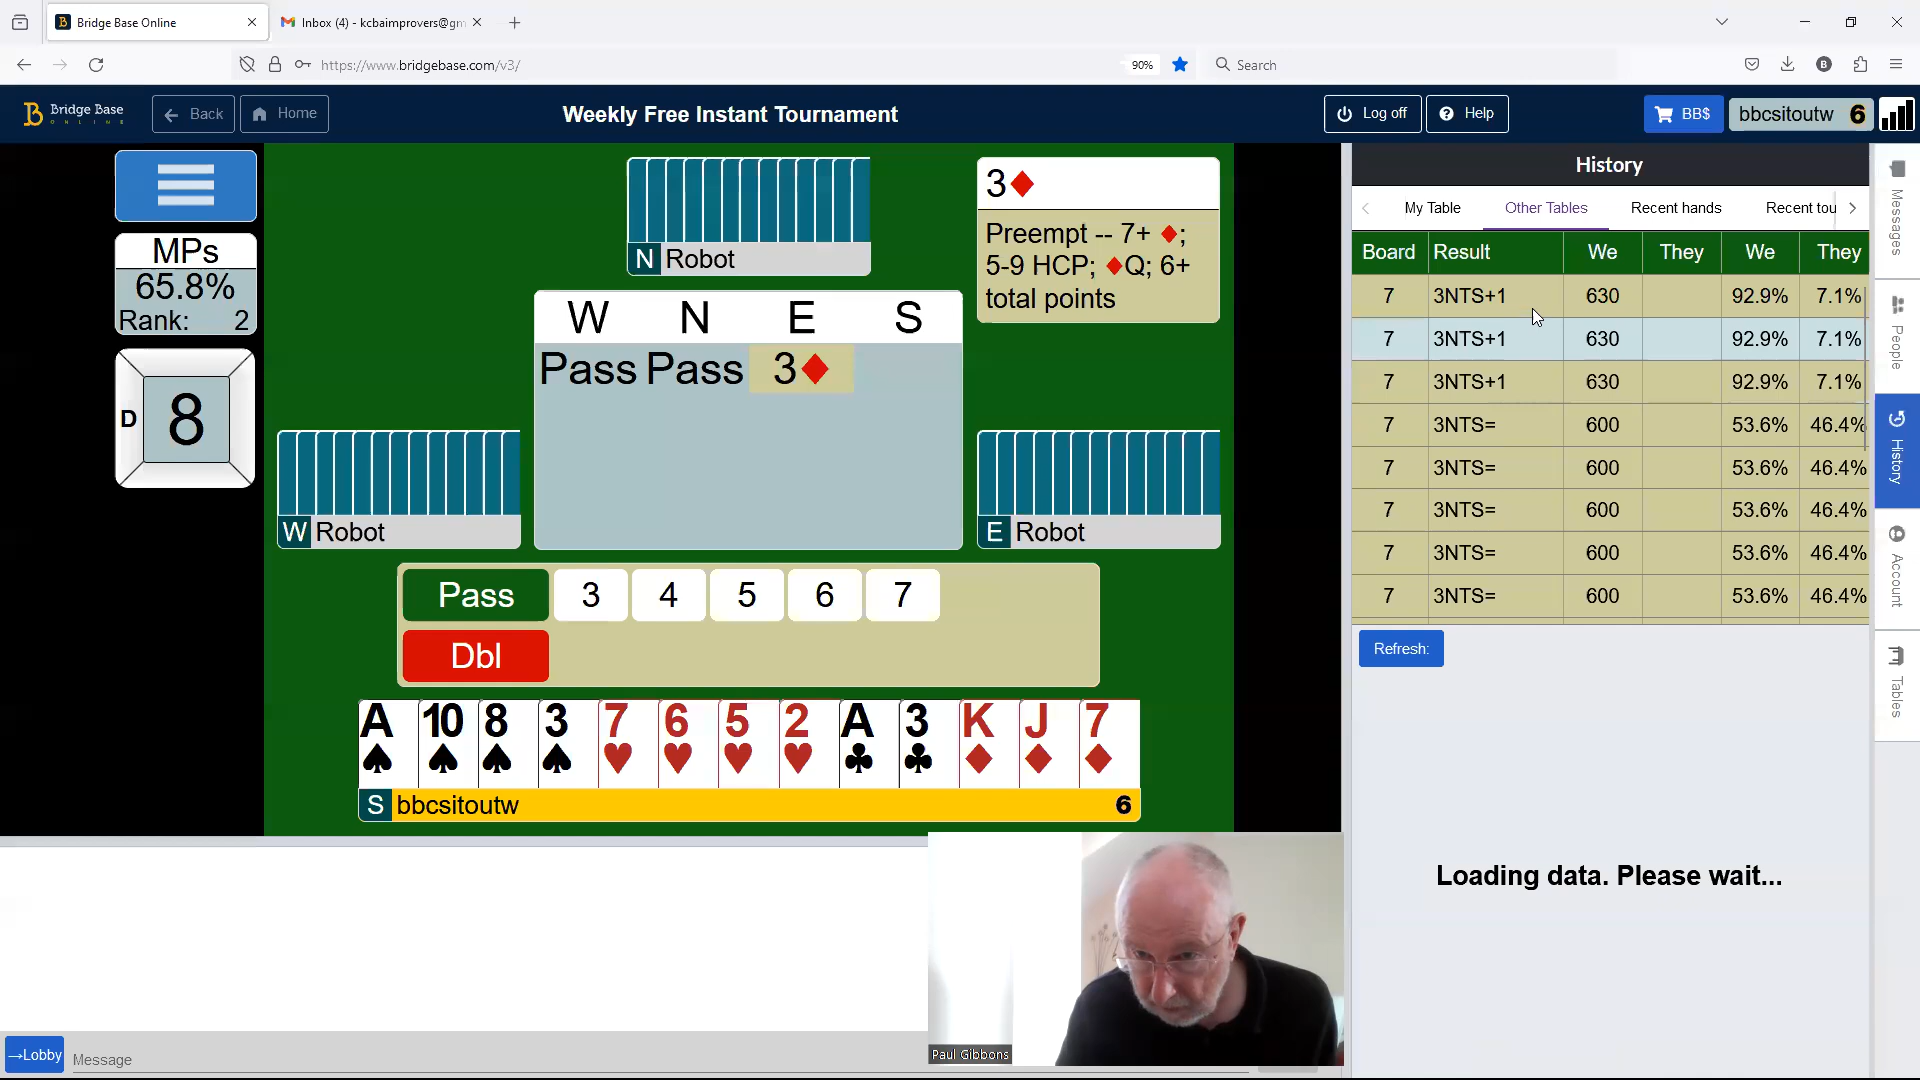 Bridge Base Online
Inbox (4) - kcbaimprovers@gm
https://www.bridgebase.com/v3/
90%
Search
Bridge Base
ONLINE
Back
Home
Weekly Free Instant Tournament
Log off
Help
BB$
bbcsitoutw 6
MPs
65.8%
Rank: 2
D
8
N Robot
3♦
Preempt -- 7+ ♦;
5-9 HCP; ♦Q; 6+
total points
W N E S
Pass Pass 3♦
W Robot
E Robot
Pass 3 4 5 6 7
Dbl
A 10 8 3 7 6 5 2 A 3 K J 7
♠ ♠ ♠ ♠ ♥ ♥ ♥ ♥ ♣ ♣ ♦ ♦ ♦
S bbcsitoutw 6
Paul Gibbons
→Lobby
Message
History
My Table Other Tables Recent hands Recent tou
Board Result We They We They
7 3NTS+1 630 92.9% 7.1%
7 3NTS+1 630 92.9% 7.1%
7 3NTS+1 630 92.9% 7.1%
7 3NTS= 600 53.6% 46.4%
7 3NTS= 600 53.6% 46.4%
7 3NTS= 600 53.6% 46.4%
7 3NTS= 600 53.6% 46.4%
7 3NTS= 600 53.6% 46.4%
Refresh:
Loading data. Please wait...
Messages
People
History
Account
Tables